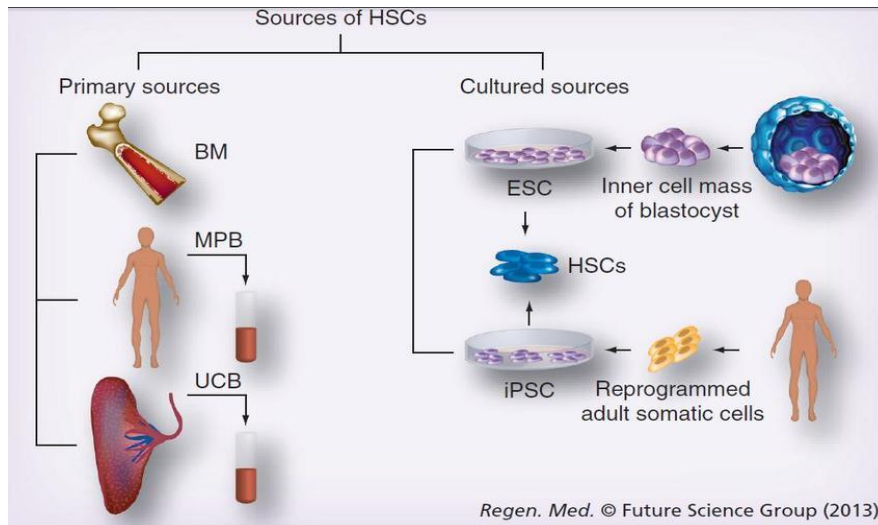 Sources of HSCs
Primary sources
BM
MPB
UCB
Cultured sources
ESC
Inner cell mass
of blastocyst
HSCs
iPSC
Reprogrammed
adult somatic cells
Regen. Med. © Future Science Group (2013)